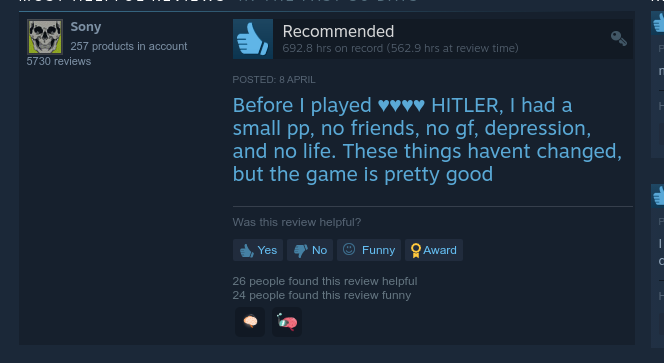 Sony
257 products in account
5730 reviews
Recommended
692.8 hrs on record (562.9 hrs at review time)
POSTED: 8 APRIL
Before I played ♥♥♥♥ HITLER, I had a
small pp, no friends, no gf, depression,
and no life. These things havent changed,
but the game is pretty good
Was this review helpful?
Yes No Funny Award
26 people found this review helpful
24 people found this review funny